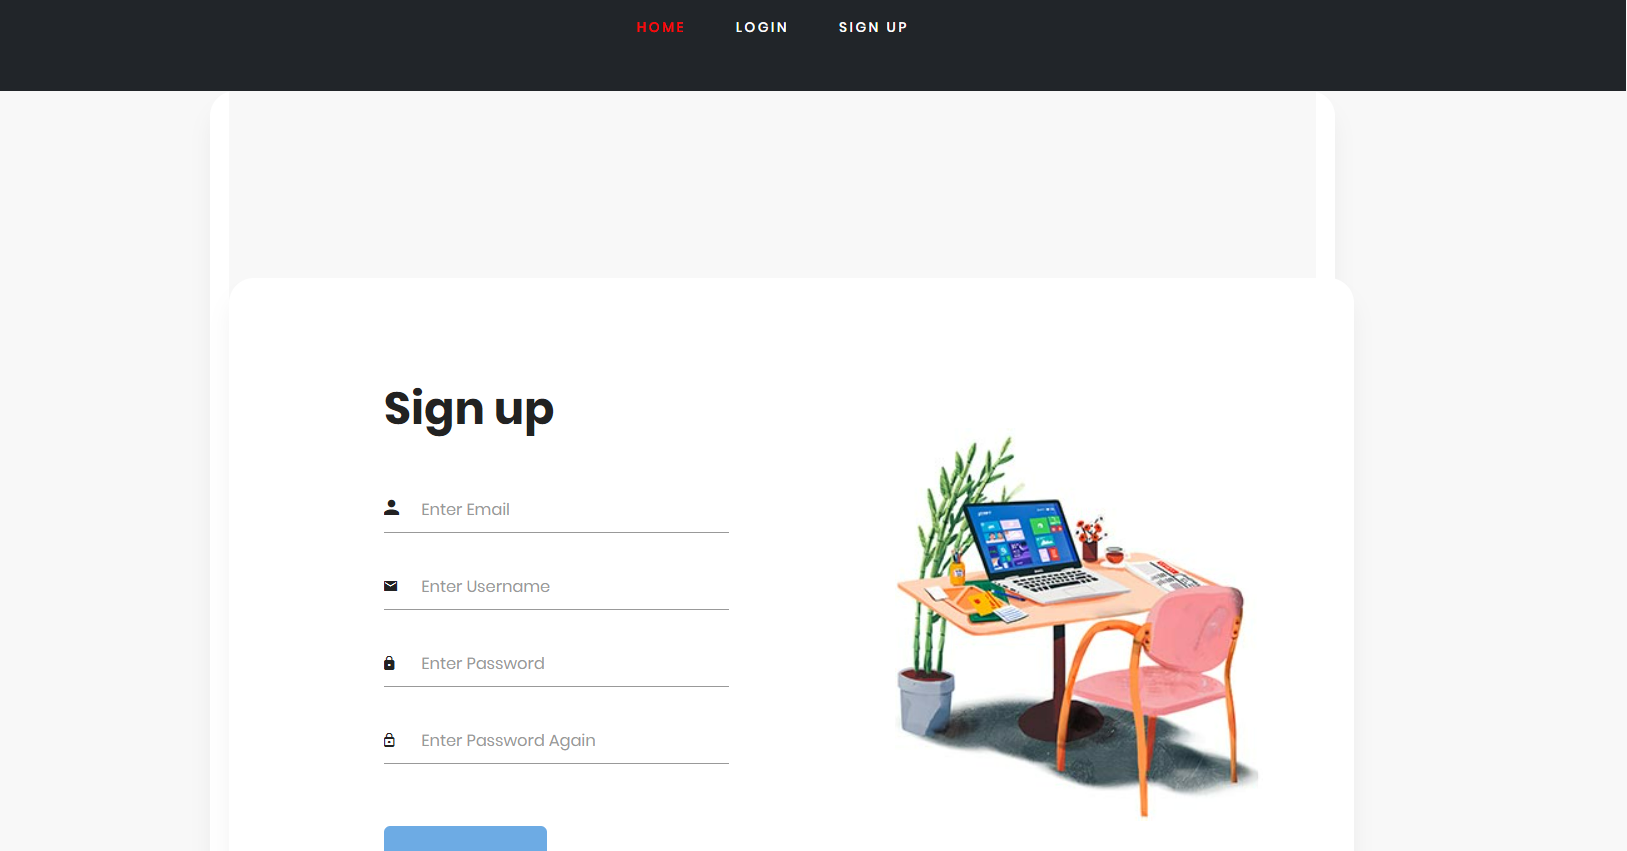 HOME LOGIN SIGN UP
Sign up
Enter Email
Enter Username
Enter Password
Enter Password Again